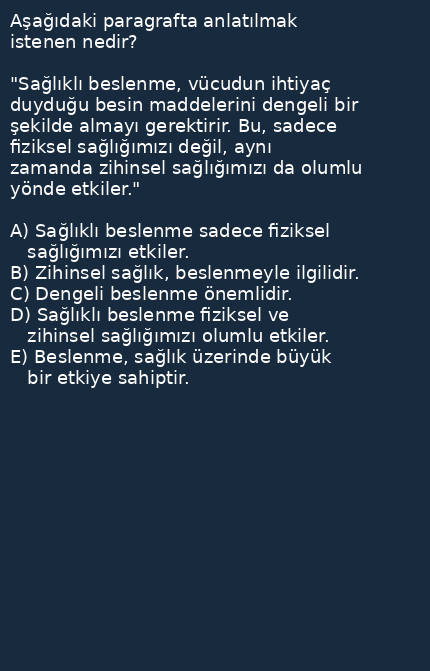 Aşağıdaki paragrafta anlatılmak
istenen nedir?
"Sağlıklı beslenme, vücudun ihtiyaç
duyduğu besin maddelerini dengeli bir
şekilde almayı gerektirir. Bu, sadece
fiziksel sağlığımızı değil, aynı
zamanda zihinsel sağlığımızı da olumlu
yönde etkiler."
A) Sağlıklı beslenme sadece fiziksel
sağlığımızı etkiler.
B) Zihinsel sağlık, beslenmeyle ilgilidir.
C) Dengeli beslenme önemlidir.
D) Sağlıklı beslenme fiziksel ve
zihinsel sağlığımızı olumlu etkiler.
E) Beslenme, sağlık üzerinde büyük
bir etkiye sahiptir.